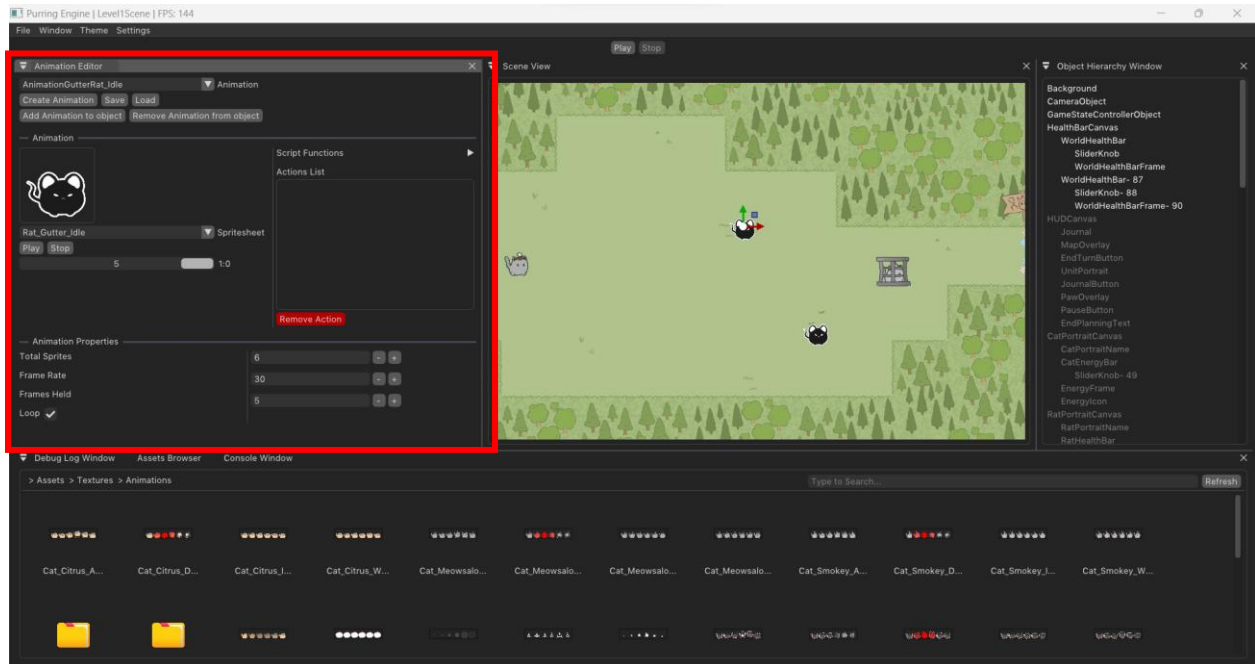 Purring Engine | Level1Scene | FPS: 144
File Window Theme Settings
Play Stop
Animation Editor
AnimationGutterRat_Idle Animation
Create Animation Save Load
Add Animation to object Remove Animation from object
Animation
Script Functions
Actions List
Rat_Gutter_Idle Spritesheet
Play Stop
5 1:0
Remove Action
Animation Properties
Total Sprites 6 - +
Frame Rate 30 - +
Frames Held 5 - +
Loop
Scene View
Object Hierarchy Window
Background
CameraObject
GameStateControllerObject
HealthBarCanvas
WorldHealthBar
SliderKnob
WorldHealthBarFrame
WorldHealthBar- 87
SliderKnob- 88
WorldHealthBarFrame- 90
HUDCanvas
Journal
MapOverlay
EndTurnButton
UnitPortrait
JournalButton
PawOverlay
PauseButton
EndPlanningText
CatPortraitCanvas
CatPortraitName
CatEnergyBar
SliderKnob- 49
EnergyFrame
EnergyIcon
RatPortraitCanvas
RatPortraitName
RatHealthBar
Debug Log Window Assets Browser Console Window
> Assets > Textures > Animations
Type to Search...
Refresh
Cat_Citrus_A... Cat_Citrus_D... Cat_Citrus_I... Cat_Citrus_W... Cat_Meowsalo... Cat_Meowsalo... Cat_Meowsalo... Cat_Meowsalo... Cat_Smokey_A... Cat_Smokey_D... Cat_Smokey_I... Cat_Smokey_W...